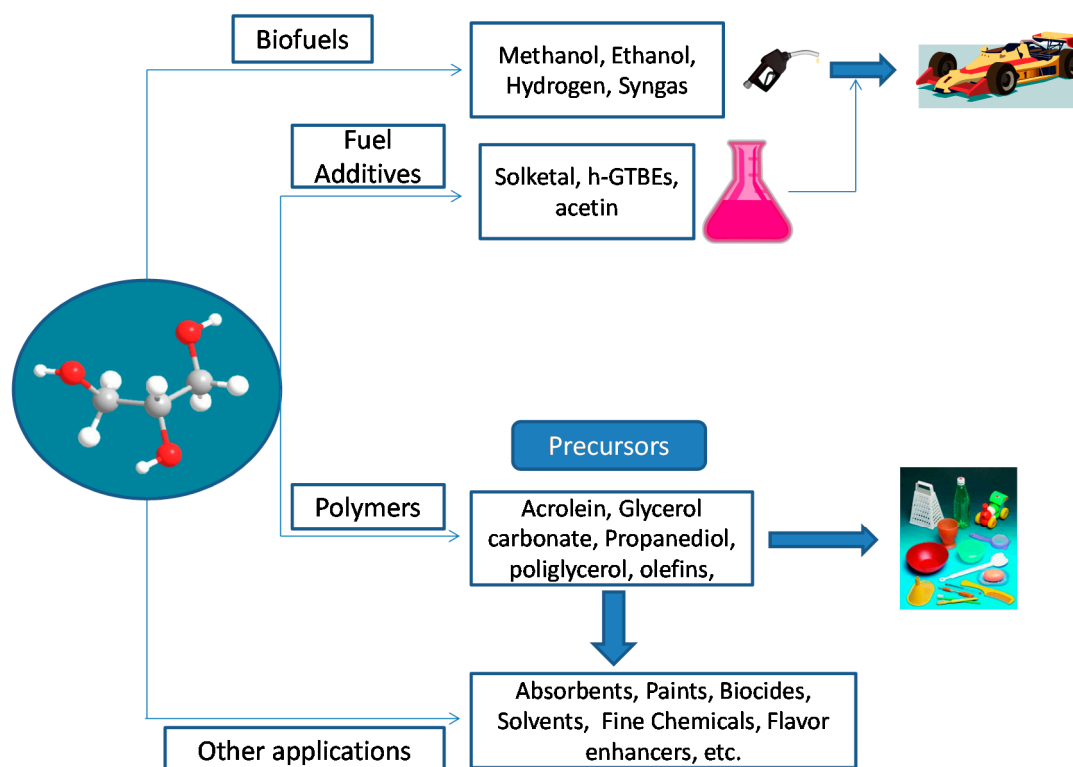 Biofuels
Methanol, Ethanol,
Hydrogen, Syngas
Fuel
Additives
Solketal, h-GTBEs,
acetin
Precursors
Polymers
Acrolein, Glycerol
carbonate, Propanediol,
poliglycerol, olefins,
Absorbents, Paints, Biocides,
Solvents, Fine Chemicals, Flavor
enhancers, etc.
Other applications